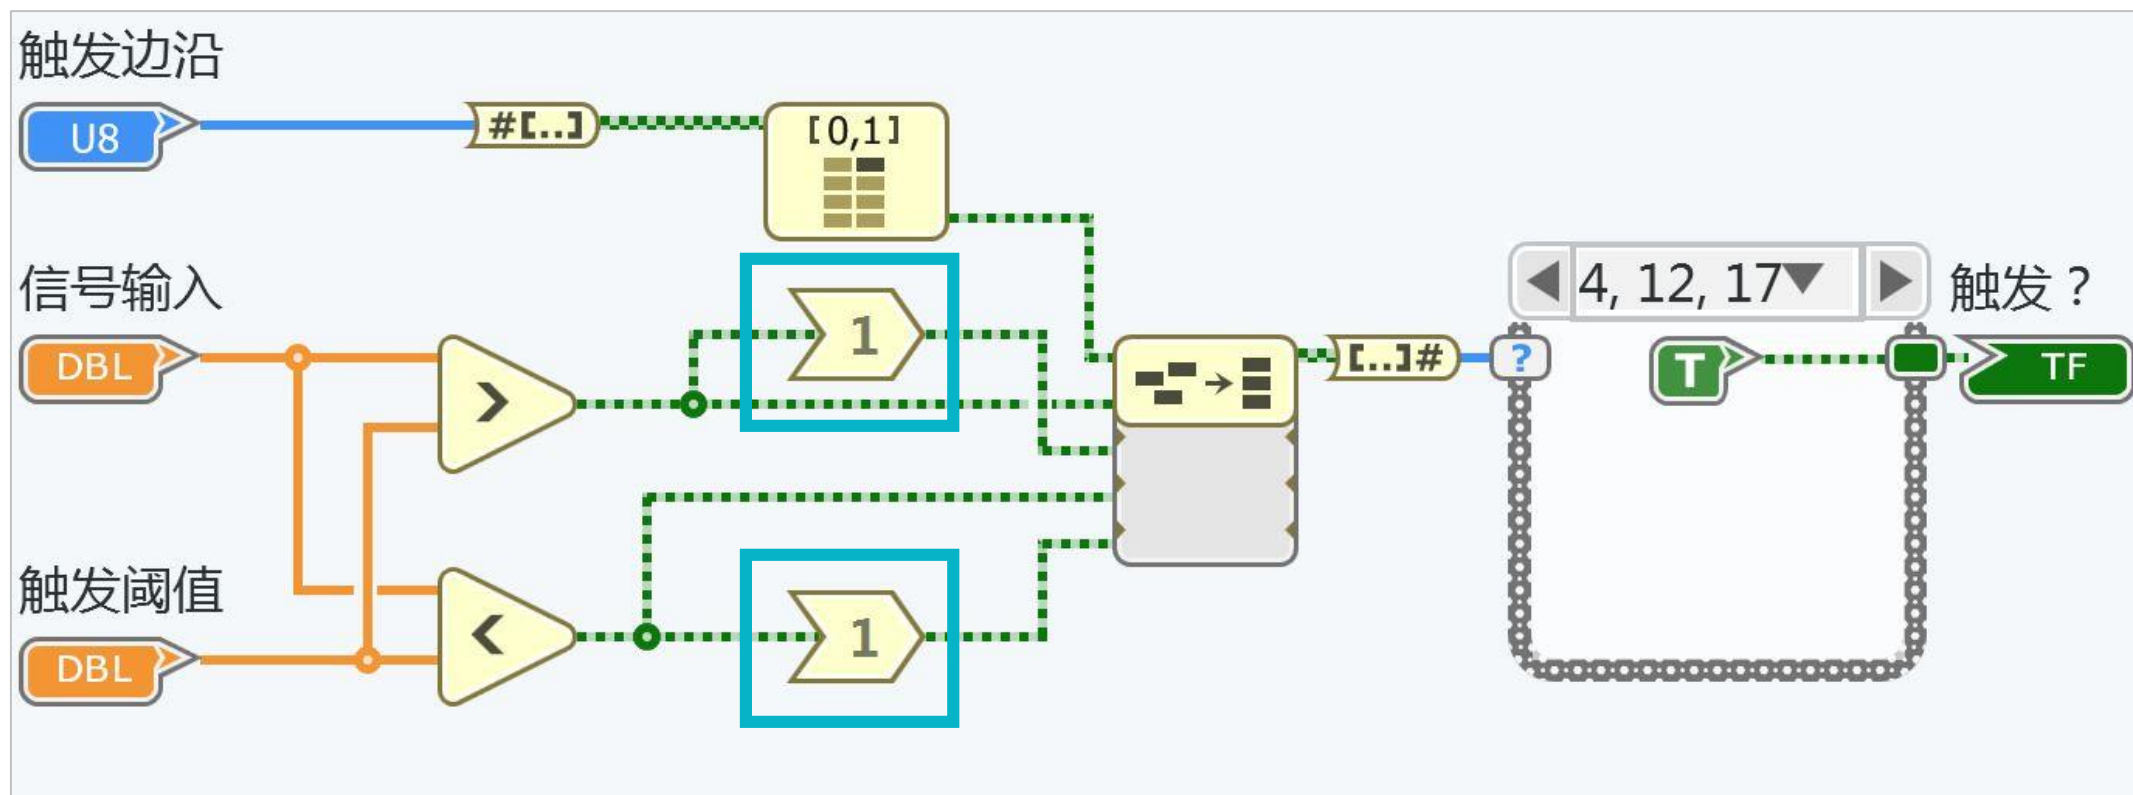 触发边沿
U8
#[..]
[0,1]
信号输入
DBL
>
1
[..]#
?
4, 12, 17
T
触发？
TF
触发阈值
DBL
<
1